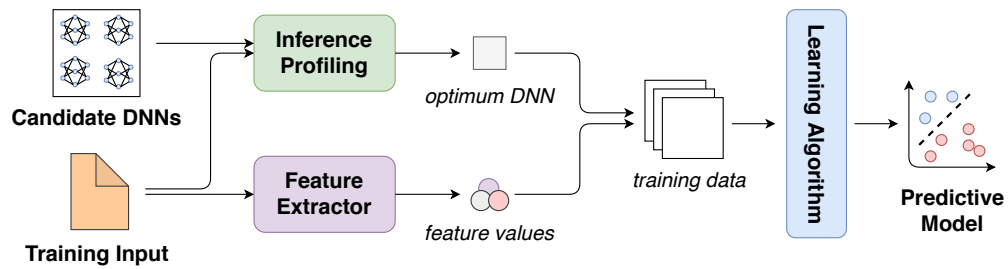 Candidate DNNs
Training Input
Inference
Profiling
Feature
Extractor
optimum DNN
feature values
training data
Learning Algorithm
Predictive
Model